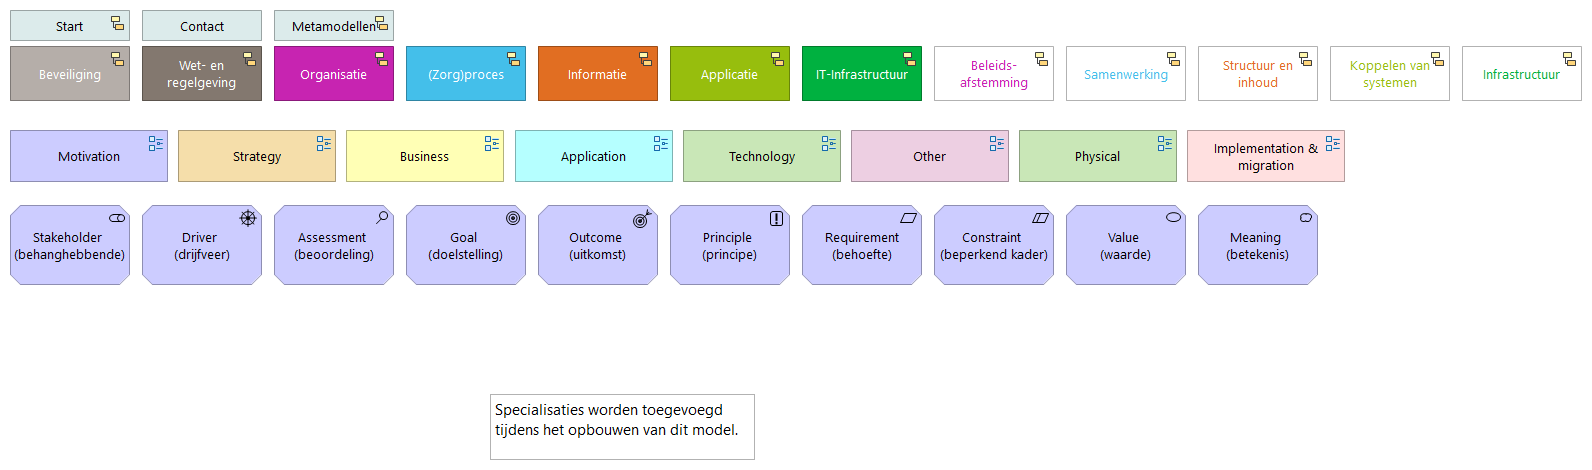 Start
Contact
Metamodellen
Beveiliging
Wet- en
regelgeving
Organisatie
(Zorg)proces
Informatie
Applicatie
IT-Infrastructuur
Beleids-
afstemming
Samenwerking
Structuur en
inhoud
Koppelen van
systemen
Infrastructuur
Motivation
Strategy
Business
Application
Technology
Other
Physical
Implementation &
migration
Stakeholder
(behanghebbende)
Driver
(drijfveer)
Assessment
(beoordeling)
Goal
(doelstelling)
Outcome
(uitkomst)
Principle
(principe)
Requirement
(behoefte)
Constraint
(beperkend kader)
Value
(waarde)
Meaning
(betekenis)
Specialisaties worden toegevoegd
tijdens het opbouwen van dit model.